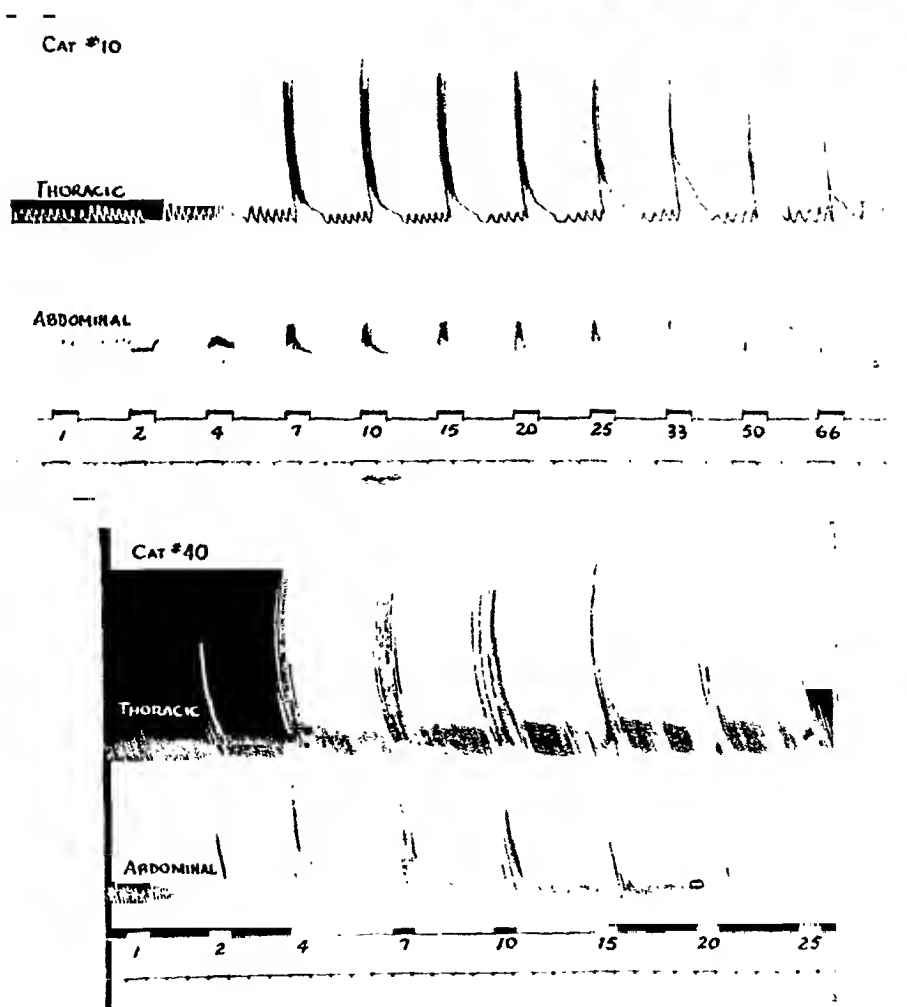 CAT #10
THORACIC
ABDOMINAL
1 2 4 7 10 15 20 25 33 50 66
CAT #40
THORACIC
ABDOMINAL
1 2 4 7 10 15 20 25